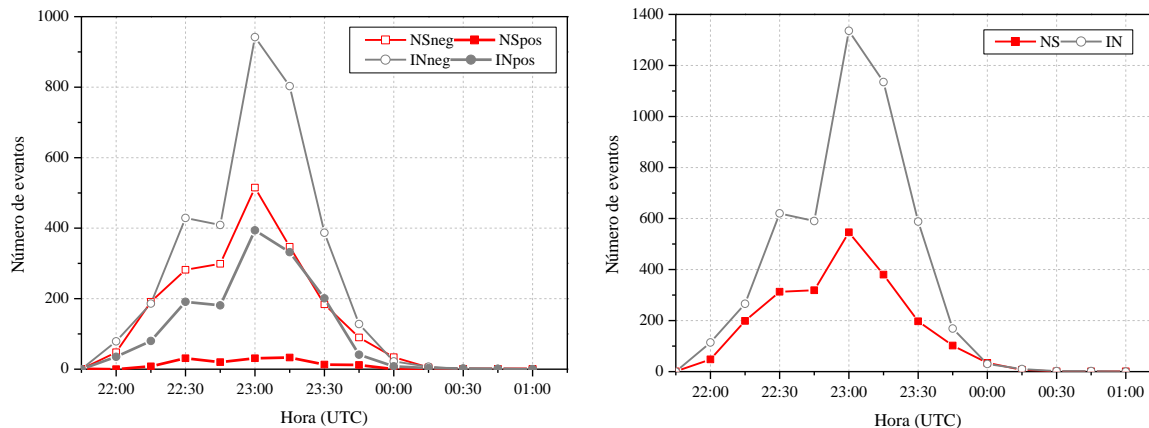 1000
800
600
400
200
0
Número de eventos
NSneg NSpos
INneg INpos
22:00 22:30 23:00 23:30 00:00 00:30 01:00
Hora (UTC)
1400
1200
1000
800
600
400
200
0
Número de eventos
NS IN
22:00 22:30 23:00 23:30 00:00 00:30 01:00
Hora (UTC)